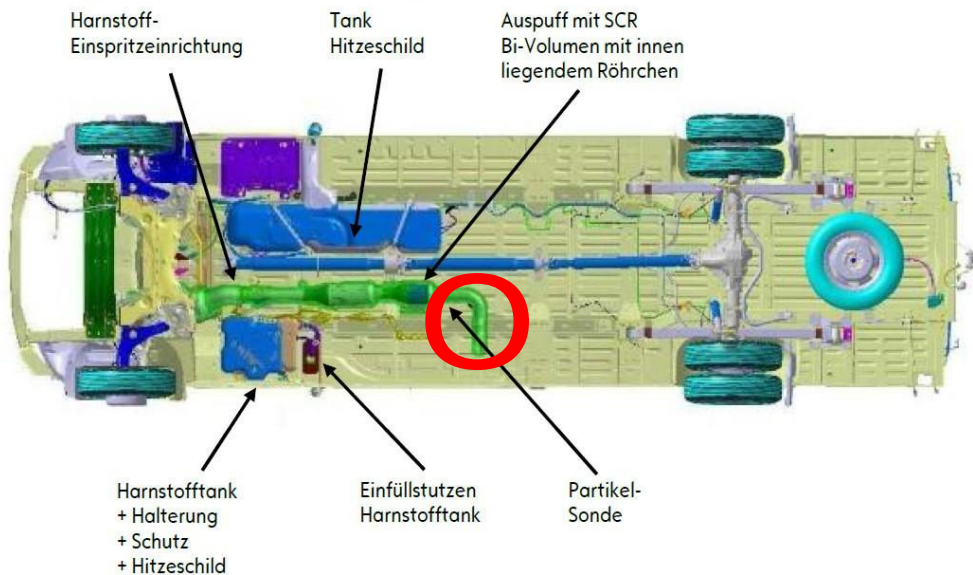 Harnstoff-
Einspritzeinrichtung
Tank
Hitzeschild
Auspuff mit SCR
Bi-Volumen mit innen
liegendem Röhrchen
Harnstofftank
+ Halterung
+ Schutz
+ Hitzeschild
Einfüllstutzen
Harnstofftank
Partikel-
Sonde